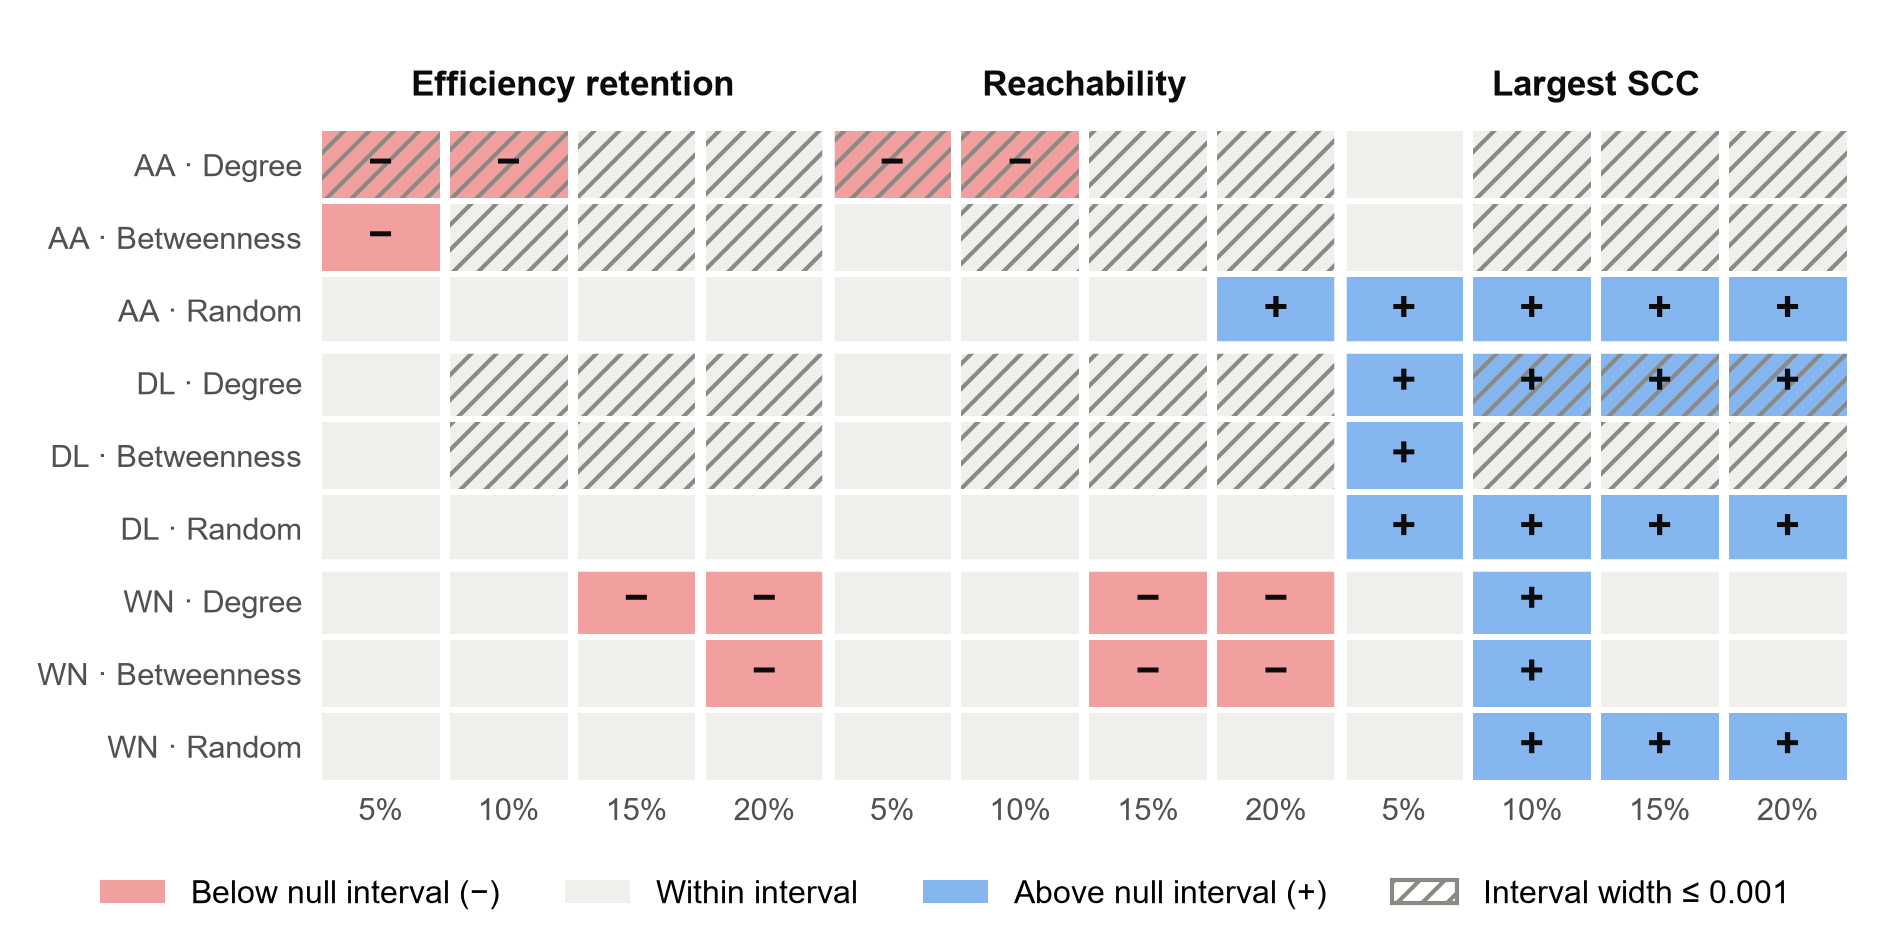 Efficiency retention Reachability Largest SCC
AA · Degree − − − −
AA · Betweenness −
AA · Random + + + + +
DL · Degree + + + +
DL · Betweenness +
DL · Random + + + +
WN · Degree − − − − +
WN · Betweenness − − − +
WN · Random + + +
5% 10% 15% 20% 5% 10% 15% 20% 5% 10% 15% 20%
Below null interval (−) Within interval Above null interval (+) Interval width ≤ 0.001